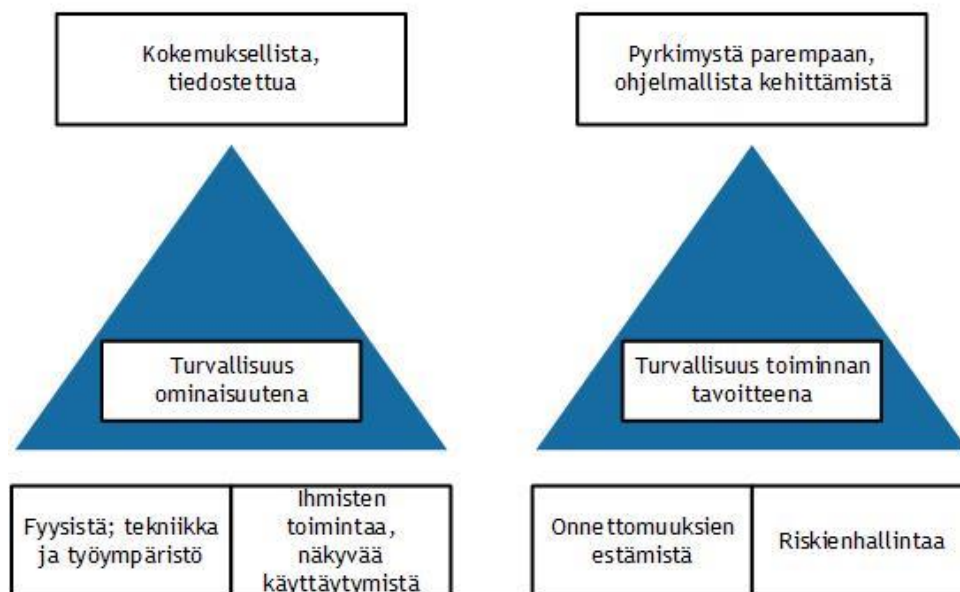 Kokemuksellista,
tiedostettua
Pyrkimystä parempaan,
ohjelmallista kehittämistä
Turvallisuus
ominaisuutena
Turvallisuus toiminnan
tavoitteena
Fyysistä; tekniikka
ja työympäristö
Ihmisten
toimintaa,
näkyvää
käyttäytymistä
Onnettomuuksien
estämistä
Riskienhallintaa